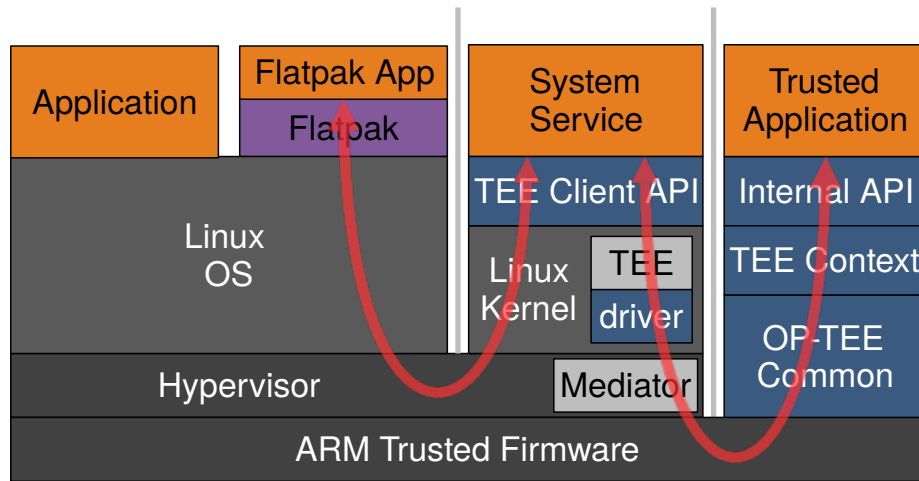 Application
Flatpak App
Flatpak
System
Service
Trusted
Application
TEE Client API
Internal API
Linux
OS
Linux
Kernel
TEE
driver
TEE Context
OP-TEE
Common
Hypervisor
Mediator
ARM Trusted Firmware